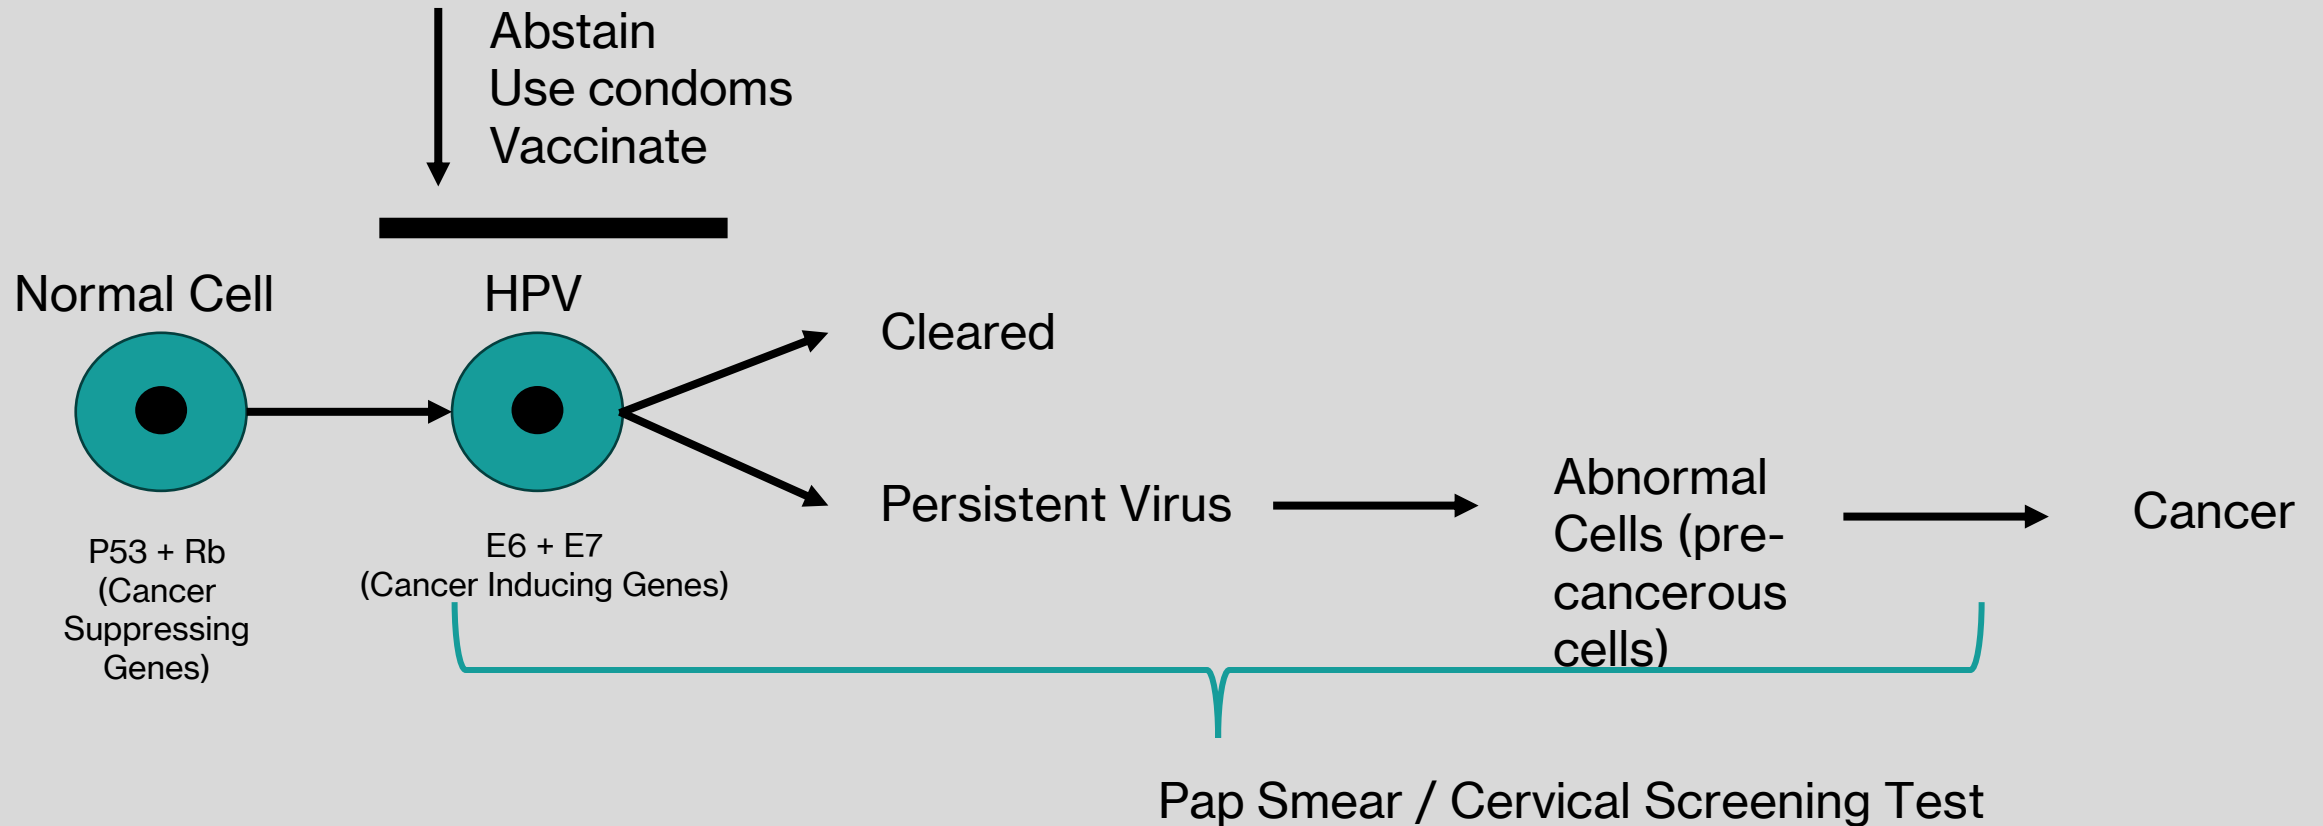 Abstain
Use condoms
Vaccinate
Normal Cell
HPV
Cleared
Persistent Virus
Abnormal
Cells (pre-
cancerous
cells)
Cancer
P53 + Rb
(Cancer
Suppressing
Genes)
E6 + E7
(Cancer Inducing Genes)
Pap Smear / Cervical Screening Test